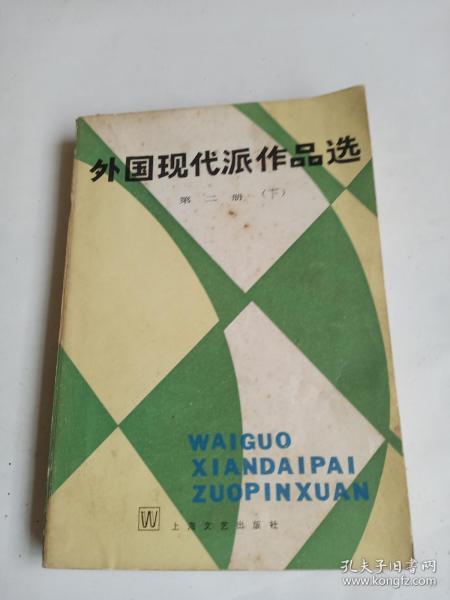 外国现代派作品选
第二册（下）
WAIGUO
XIANDAIPAI
ZUOPINXUAN
W 上海文艺出版社
孔夫子旧书网
www.kongfz.com